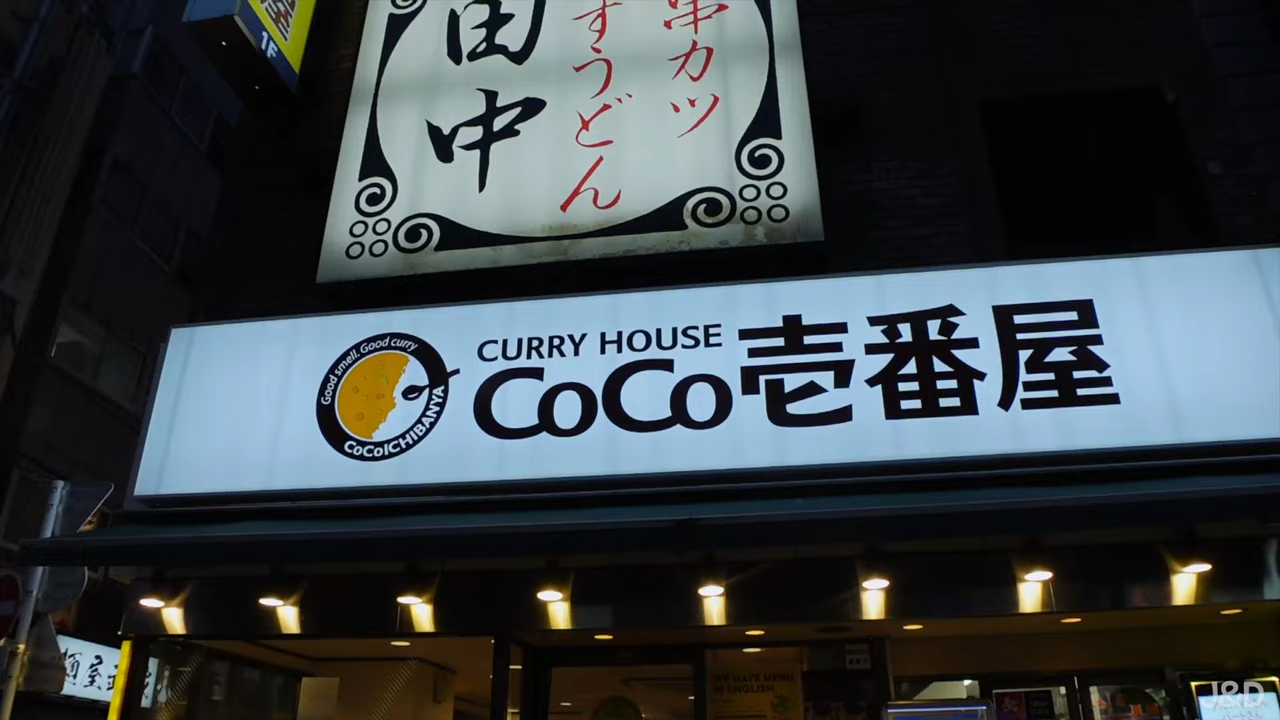 1F
田中
すうどん
串カツ
Good smell. Good curry
CoCoICHIBANYA
CURRY HOUSE
CoCo壱番屋
WE HAVE MENU
IN ENGLISH.
J&D